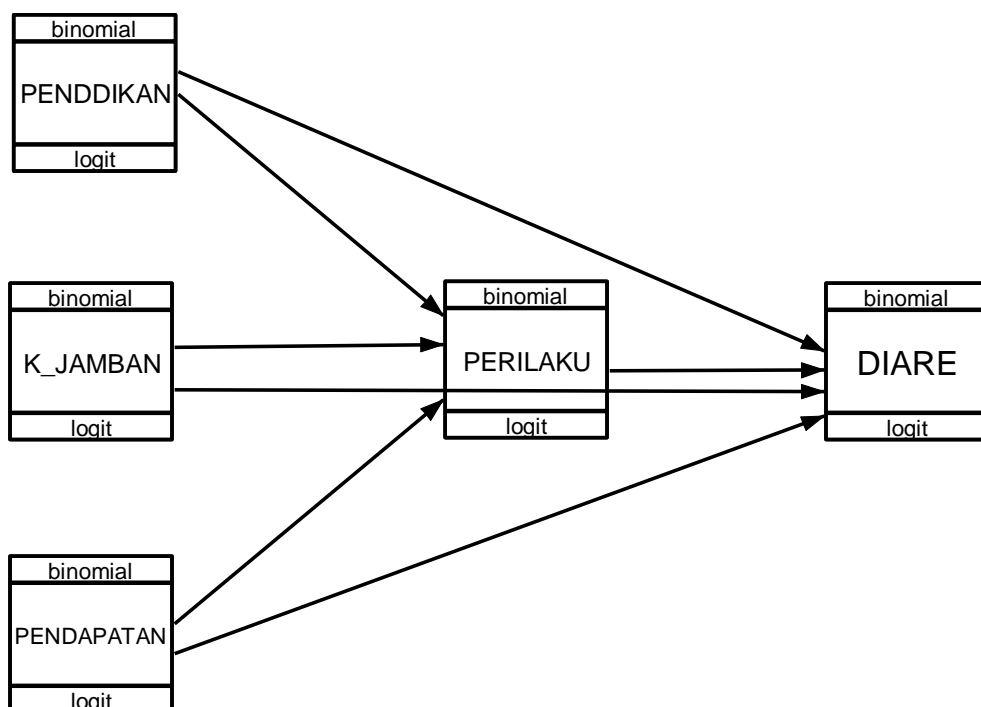 binomial
PENDDIKAN
logit
binomial
K_JAMBAN
logit
binomial
PERILAKU
logit
binomial
DIARE
logit
binomial
PENDAPATAN
logit